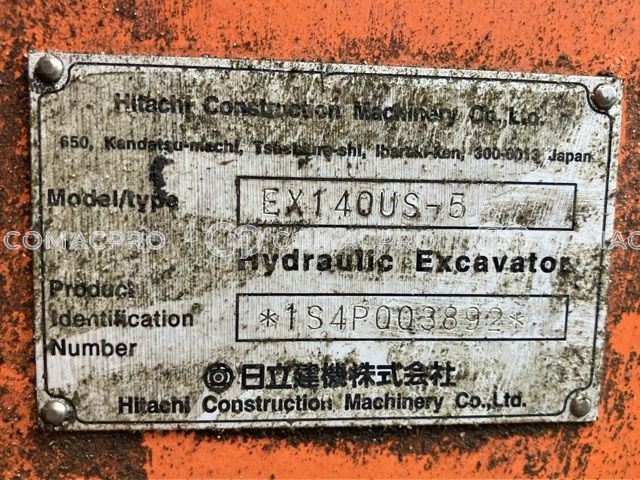 Hitachi Construction Machinery Co.,Ltd.
650, Kandatsu-machi, Tsuchiura-shi, Ibaraki-ken, 300-0013 Japan
Model/type EX140US-5
COMACPRO COMACPRO
Hydraulic Excavator
Product
Identification *1S4P003892*
Number
日立建機株式会社
Hitachi Construction Machinery Co.,Ltd.